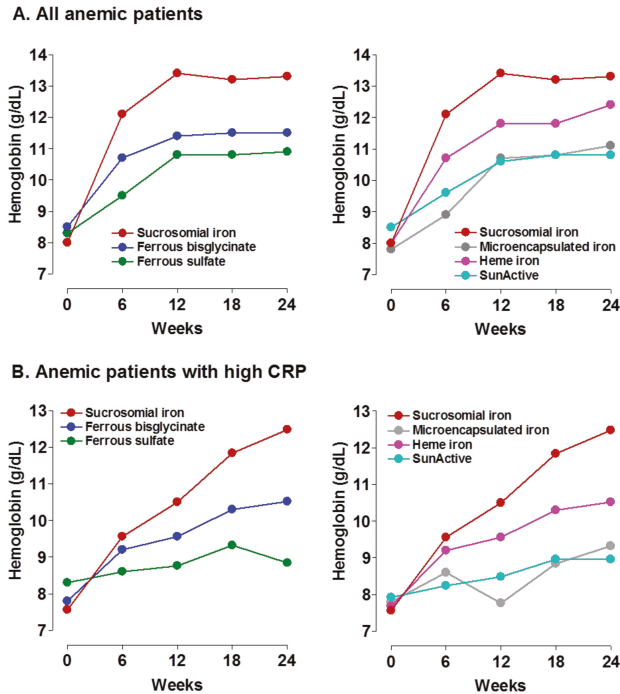 A. All anemic patients
Hemoglobin (g/dL)
14
13
12
11
10
9
8
7
Sucrosomial iron
Ferrous bisglycinate
Ferrous sulfate
0 6 12 18 24
Weeks
Hemoglobin (g/dL)
14
13
12
11
10
9
8
7
Sucrosomial iron
Microencapsulated iron
Heme iron
SunActive
0 6 12 18 24
Weeks
B. Anemic patients with high CRP
Hemoglobin (g/dL)
13
12
11
10
9
8
7
Sucrosomial iron
Ferrous bisglycinate
Ferrous sulfate
0 6 12 18 24
Weeks
Hemoglobin (g/dL)
13
12
11
10
9
8
7
Sucrosomial iron
Microencapsulated iron
Heme iron
SunActive
0 6 12 18 24
Weeks